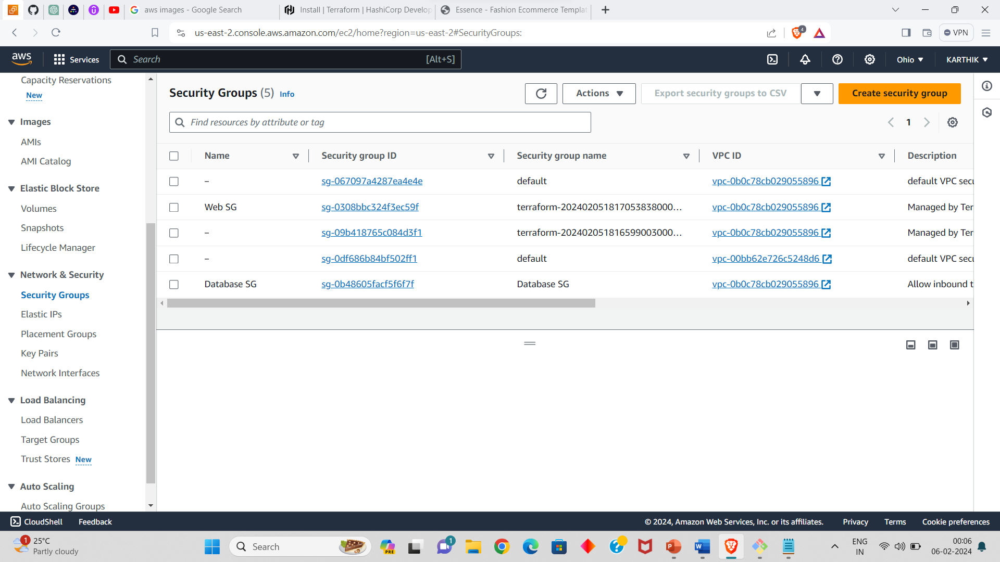 aws images - Google Search
Install | Terraform | HashiCorp Develop
Essence - Fashion Ecommerce Templat
us-east-2.console.aws.amazon.com/ec2/home?region=us-east-2#SecurityGroups:
4
VPN
aws
Services
Search
[Alt+S]
Ohio
KARTHIK
Capacity Reservations
New
Images
AMIs
AMI Catalog
Elastic Block Store
Volumes
Snapshots
Lifecycle Manager
Network & Security
Security Groups
Elastic IPs
Placement Groups
Key Pairs
Network Interfaces
Load Balancing
Load Balancers
Target Groups
Trust Stores New
Auto Scaling
Auto Scaling Groups
Security Groups (5) Info
Actions
Export security groups to CSV
Create security group
Find resources by attribute or tag
1
Name Security group ID Security group name VPC ID Description
– sg-067097a4287ea4e4e default vpc-0b0c78cb029055896 default VPC secu
Web SG sg-0308bbc324f3ec59f terraform-202402051817053838000... vpc-0b0c78cb029055896 Managed by Ter
– sg-09b418765c084d3f1 terraform-202402051816599003000... vpc-0b0c78cb029055896 Managed by Ter
– sg-0df686b84bf502ff1 default vpc-00bb62e726c5248d6 default VPC secu
Database SG sg-0b48605facf5f6f7f Database SG vpc-0b0c78cb029055896 Allow inbound t
CloudShell
Feedback
© 2024, Amazon Web Services, Inc. or its affiliates.
Privacy
Terms
Cookie preferences
1
25°C
Partly cloudy
Search
PRE
1
ENG
IN
00:06
06-02-2024